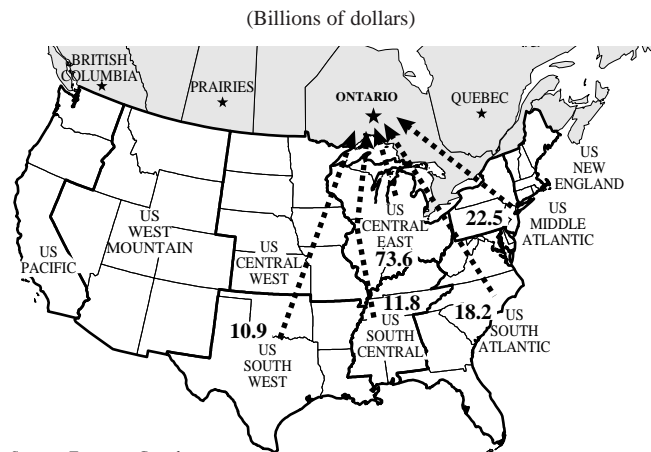 (Billions of dollars)
BRITISH
COLUMBIA
PRAIRIES
ONTARIO
QUEBEC
US
NEW
ENGLAND
US
WEST
MOUNTAIN
US
PACIFIC
US
CENTRAL
WEST
US
CENTRAL
EAST
73.6
22.5
US
MIDDLE
ATLANTIC
10.9
US
SOUTH
WEST
11.8
US
SOUTH
CENTRAL
18.2
US
SOUTH
ATLANTIC